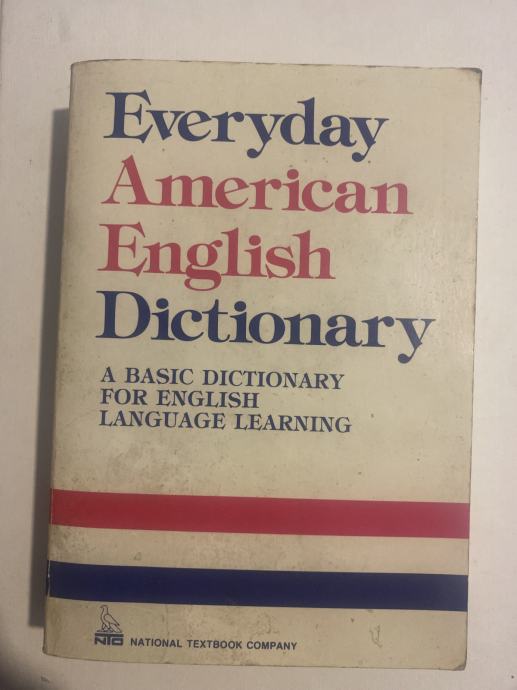 Everyday
American
English
Dictionary
A BASIC DICTIONARY
FOR ENGLISH
LANGUAGE LEARNING
NTC NATIONAL TEXTBOOK COMPANY